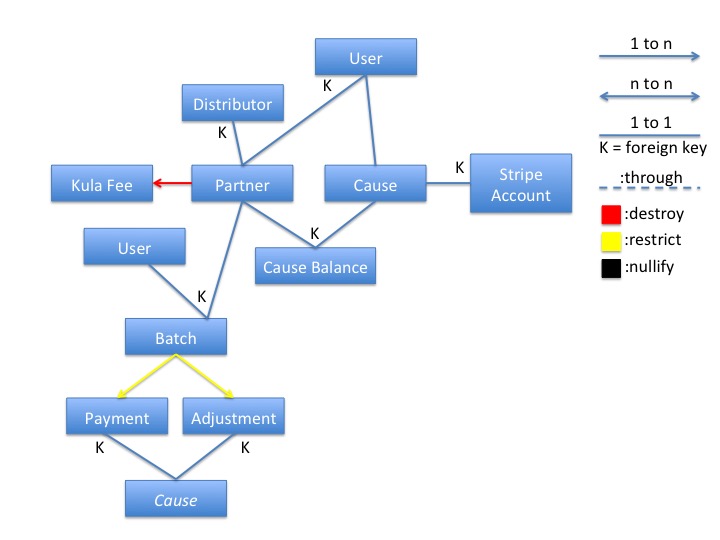 User
1 to n
K
n to n
Distributor
K
1 to 1
K = foreign key
Kula Fee
Partner
Cause
K
Stripe
Account
:through
:destroy
K
:restrict
User
Cause Balance
:nullify
K
Batch
Payment
Adjustment
K
K
Cause